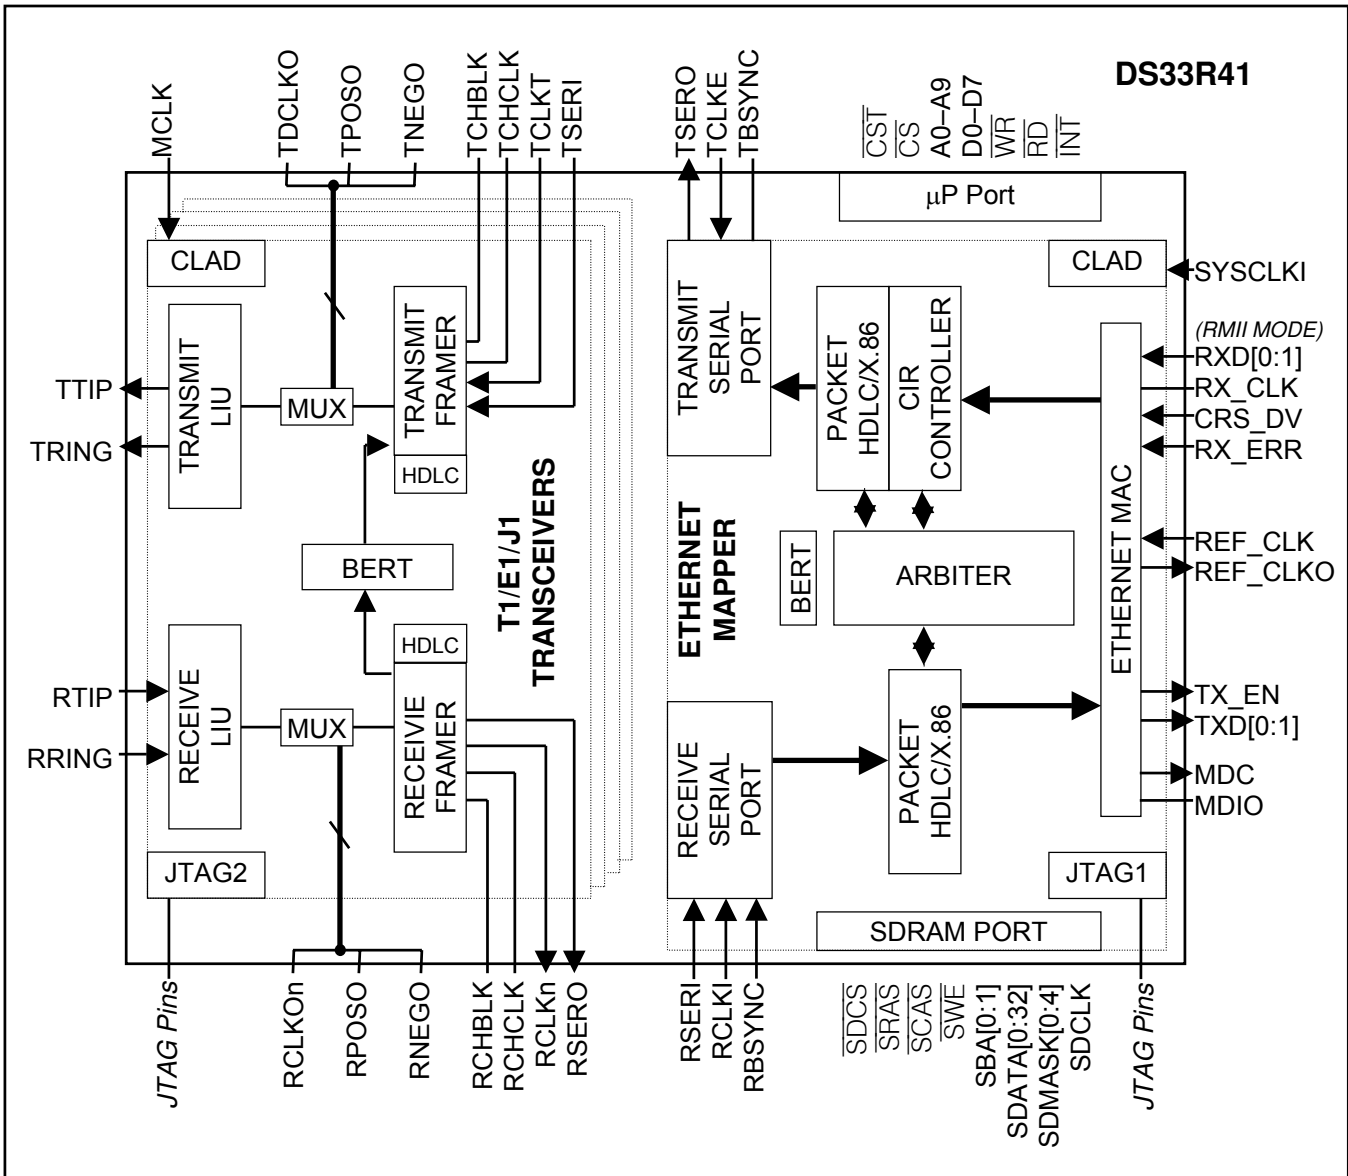 DS33R41
MCLK
TDCLKO
TPOSO
TNEGO
TCHBLK
TCHCLK
TCLKT
TSERI
TSERO
TCLKE
TBSYNC
CST
CS
A0–A9
D0–D7
WR
RD
INT
µP Port
CLAD
CLAD
SYSCLKI
TRANSMIT
LIU
MUX
TRANSMIT
FRAMER
HDLC
TTIP
TRING
TRANSMIT
SERIAL
PORT
PACKET
HDLC/X.86
CIR
CONTROLLER
ETHERNET MAC
(RMII MODE)
RXD[0:1]
RX_CLK
CRS_DV
RX_ERR
REF_CLK
REF_CLKO
TX_EN
TXD[0:1]
MDC
MDIO
BERT
T1/E1/J1
TRANSCEIVERS
ETHERNET
MAPPER
BERT
ARBITER
RTIP
RRING
RECEIVE
LIU
MUX
HDLC
RECEIVIE
FRAMER
RECEIVE
SERIAL
PORT
PACKET
HDLC/X.86
JTAG2
JTAG1
SDRAM PORT
JTAG Pins
RCLKOn
RPOSO
RNEGO
RCHBLK
RCHCLK
RCLKn
RSERO
RSERI
RCLKI
RBSYNC
SDCS
SRAS
SCAS
SWE
SBA[0:1]
SDATA[0:32]
SDMASK[0:4]
SDCLK
JTAG Pins